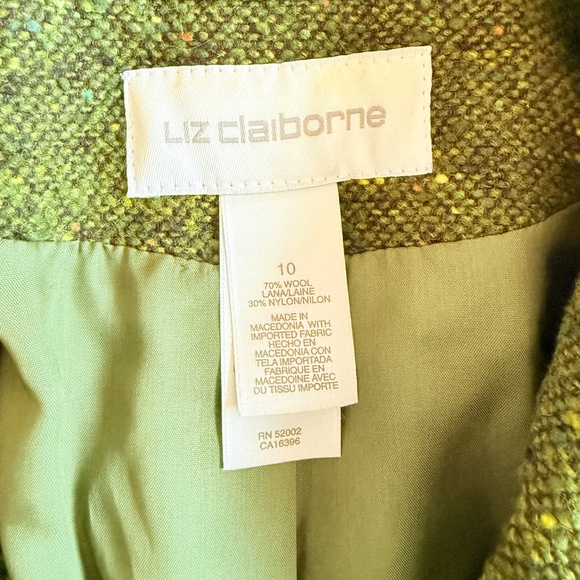 Liz claiborne
10
70% WOOL
LANA/LAINE
30% NYLON/NILON
MADE IN
MACEDONIA WITH
IMPORTED FABRIC
HECHO EN
MACEDONIA CON
TELA IMPORTADA
FABRIQUE EN
MACEDOINE AVEC
DU TISSU IMPORTE
RN 52002
CA16396